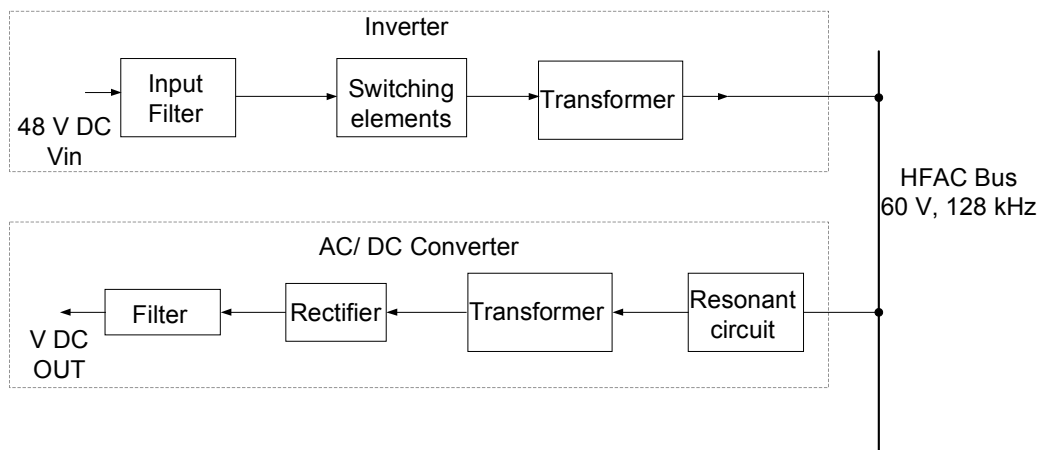 Inverter
Input
Filter
Switching
elements
Transformer
48 V DC
Vin
HFAC Bus
60 V, 128 kHz
AC/ DC Converter
Filter
Rectifier
Transformer
Resonant
circuit
V DC
OUT